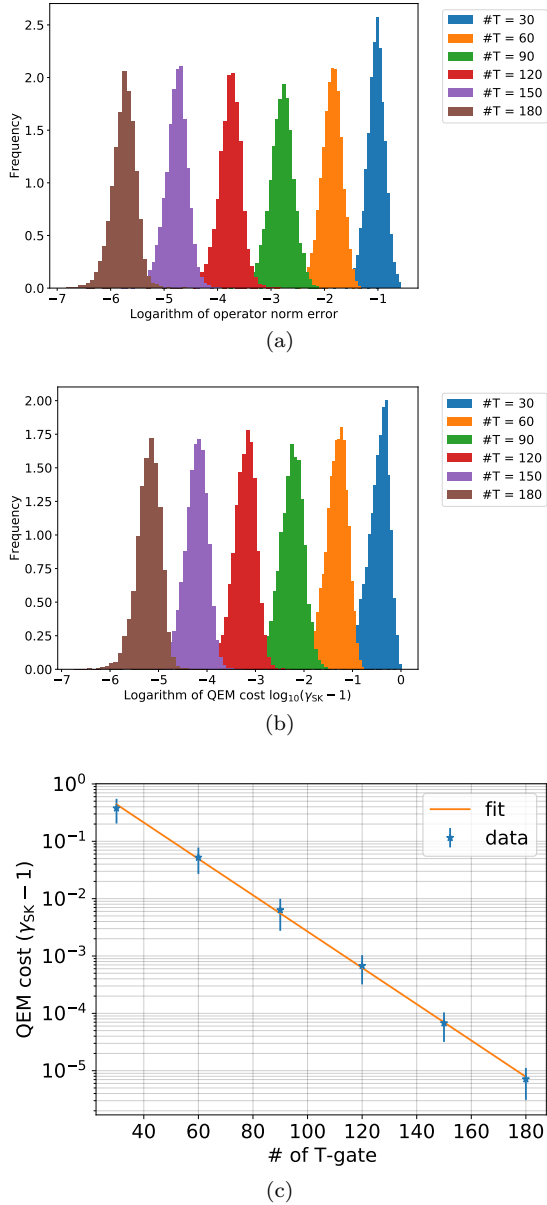 #T = 30
#T = 60
#T = 90
#T = 120
#T = 150
#T = 180
Frequency
2.5
2.0
1.5
1.0
0.5
0.0
−7 −6 −5 −4 −3 −2 −1
Logarithm of operator norm error
(a)
#T = 30
#T = 60
#T = 90
#T = 120
#T = 150
#T = 180
Frequency
2.00
1.75
1.50
1.25
1.00
0.75
0.50
0.25
0.00
−7 −6 −5 −4 −3 −2 −1 0
Logarithm of QEM cost log₁₀(γSK − 1)
(b)
QEM cost (γSK − 1)
10⁰
10⁻¹
10⁻²
10⁻³
10⁻⁴
10⁻⁵
fit
data
40 60 80 100 120 140 160 180
# of T-gate
(c)